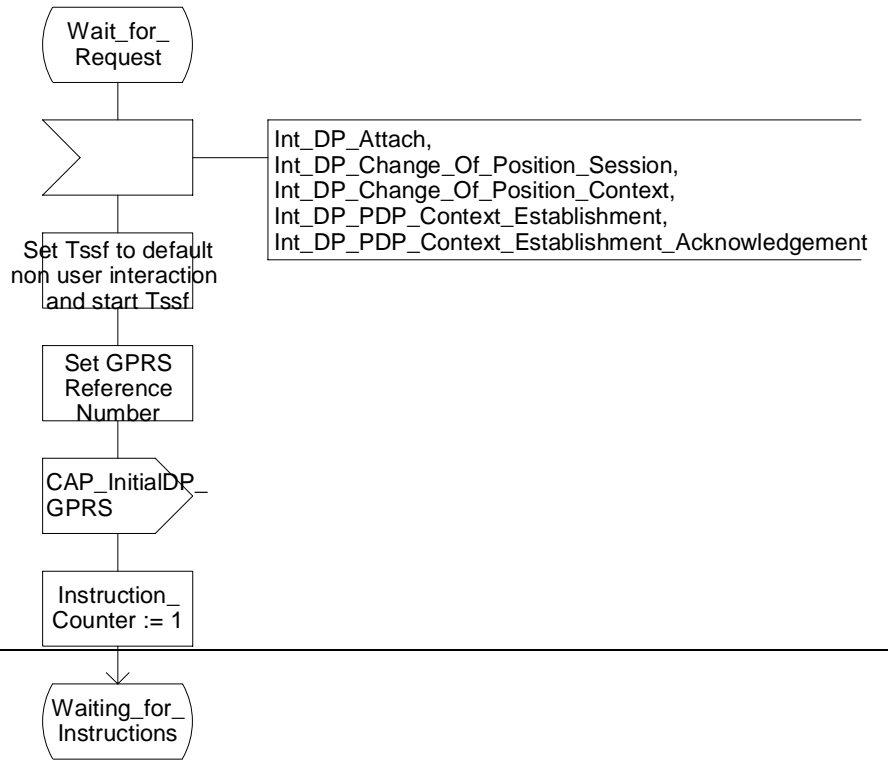 Wait_for_
Request
Int_DP_Attach,
Int_DP_Change_Of_Position_Session,
Int_DP_Change_Of_Position_Context,
Int_DP_PDP_Context_Establishment,
Int_DP_PDP_Context_Establishment_Acknowledgement
Set Tssf to default
non user interaction
and start Tssf
Set GPRS
Reference
Number
CAP_InitialDP_
GPRS
Instruction_
Counter := 1
Waiting_for_
Instructions